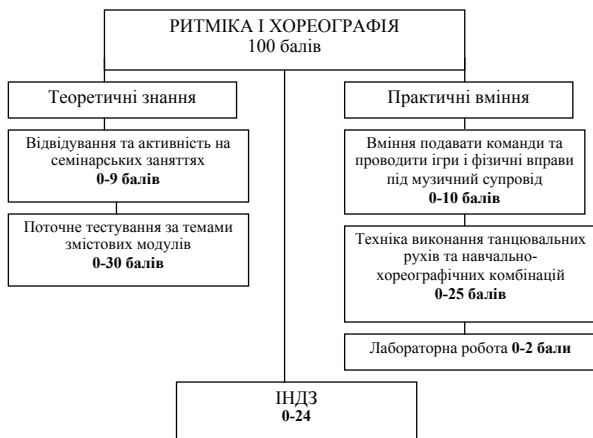 РИТМІКА І ХОРЕОГРАФІЯ
100 балів
Теоретичні знання
Відвідування та активність на
семінарських заняттях
0-9 балів
Поточне тестування за темами
змістових модулів
0-30 балів
Практичні вміння
Вміння подавати команди та
проводити ігри і фізичні вправи
під музичний супровід
0-10 балів
Техніка виконання танцювальних
рухів та навчально-
хореографічних комбінацій
0-25 балів
Лабораторна робота 0-2 бали
ІНДЗ
0-24